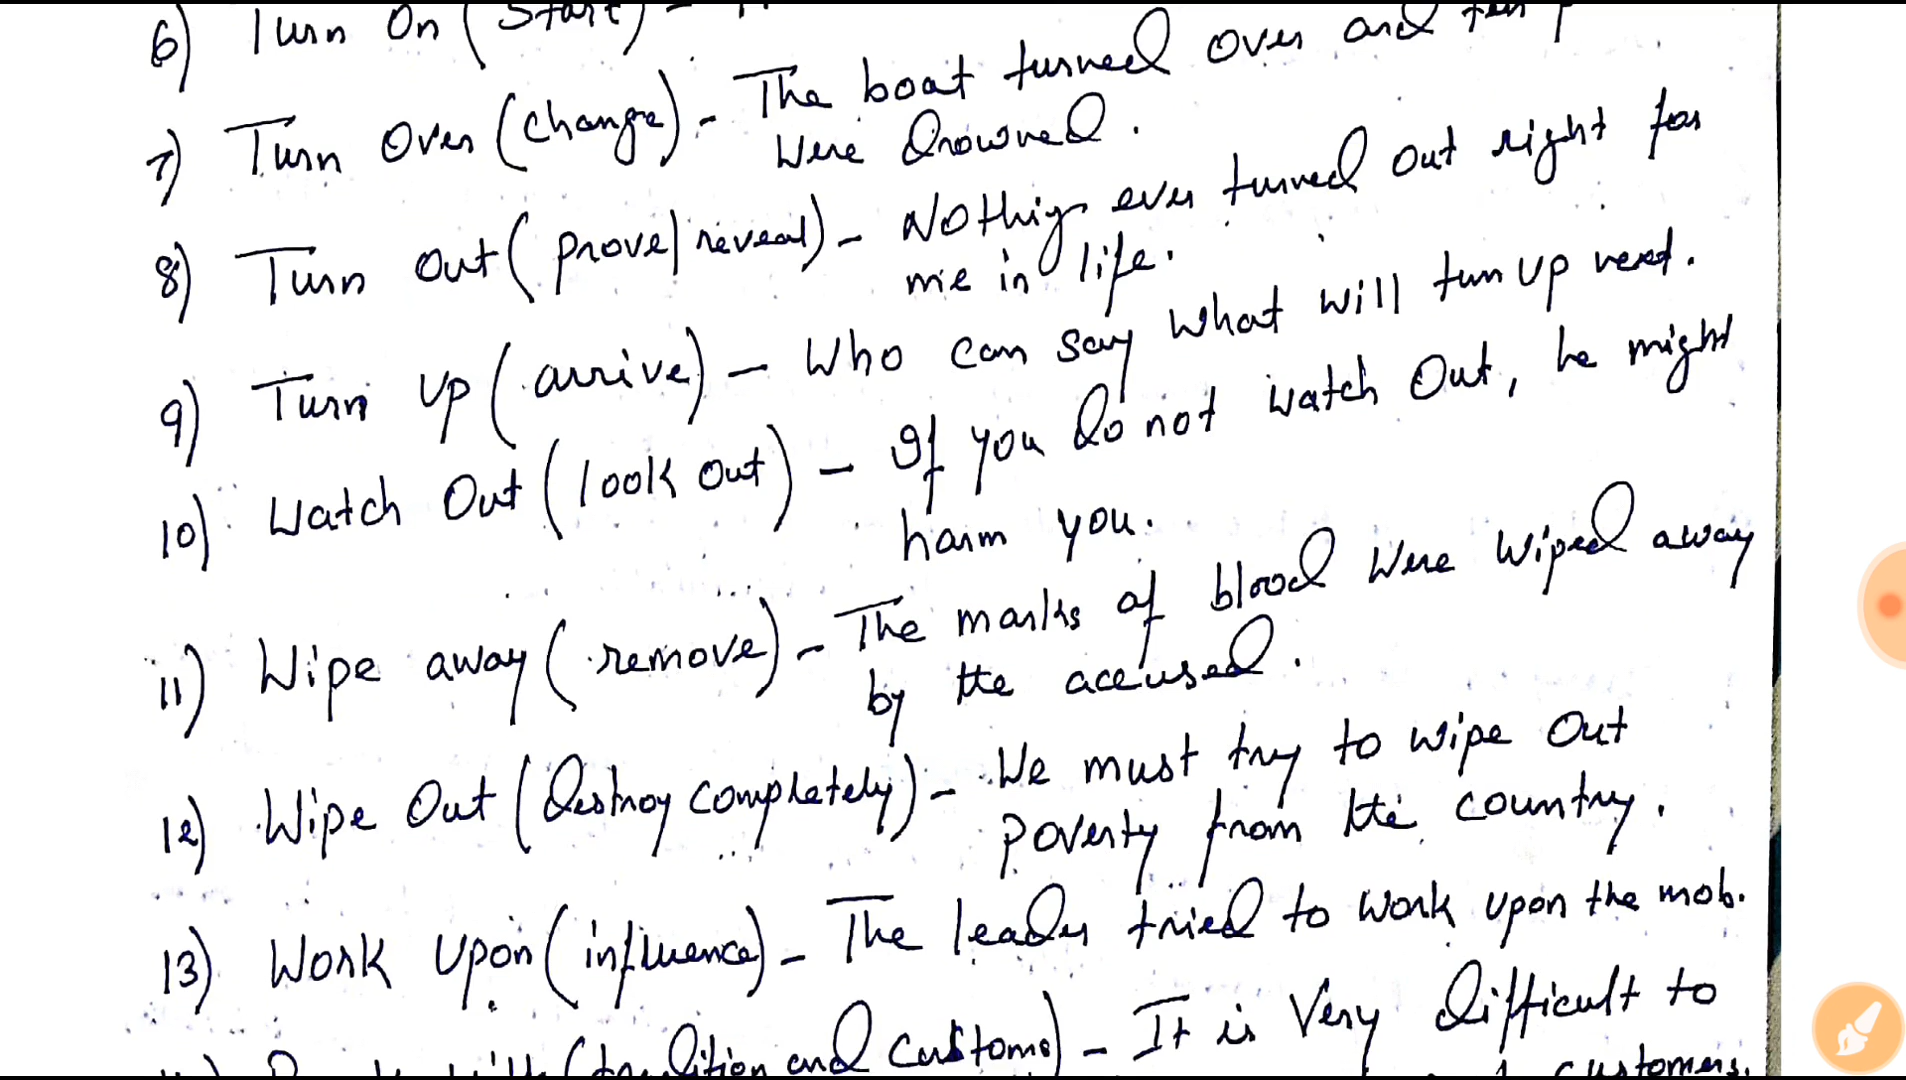 6) Turn On (Start) -
7) Turn Over (change) - The boat turned over and
were drowned.
8) Turn out (prove/reveal) - Nothing ever turned out right for
me in life.
9) Turn up (arrive) - Who can say what will turn up next.
10) Watch Out (look out) - If you do not watch out, he might
harm you.
11) Wipe away (remove) - The marks of blood were wiped away
by the accused.
12) Wipe Out (Destroy completely) - We must try to wipe out
poverty from the country.
13) Work upon (influence) - The leader tried to work upon the mob.
(tradition and customs) - It is very difficult to
customers.